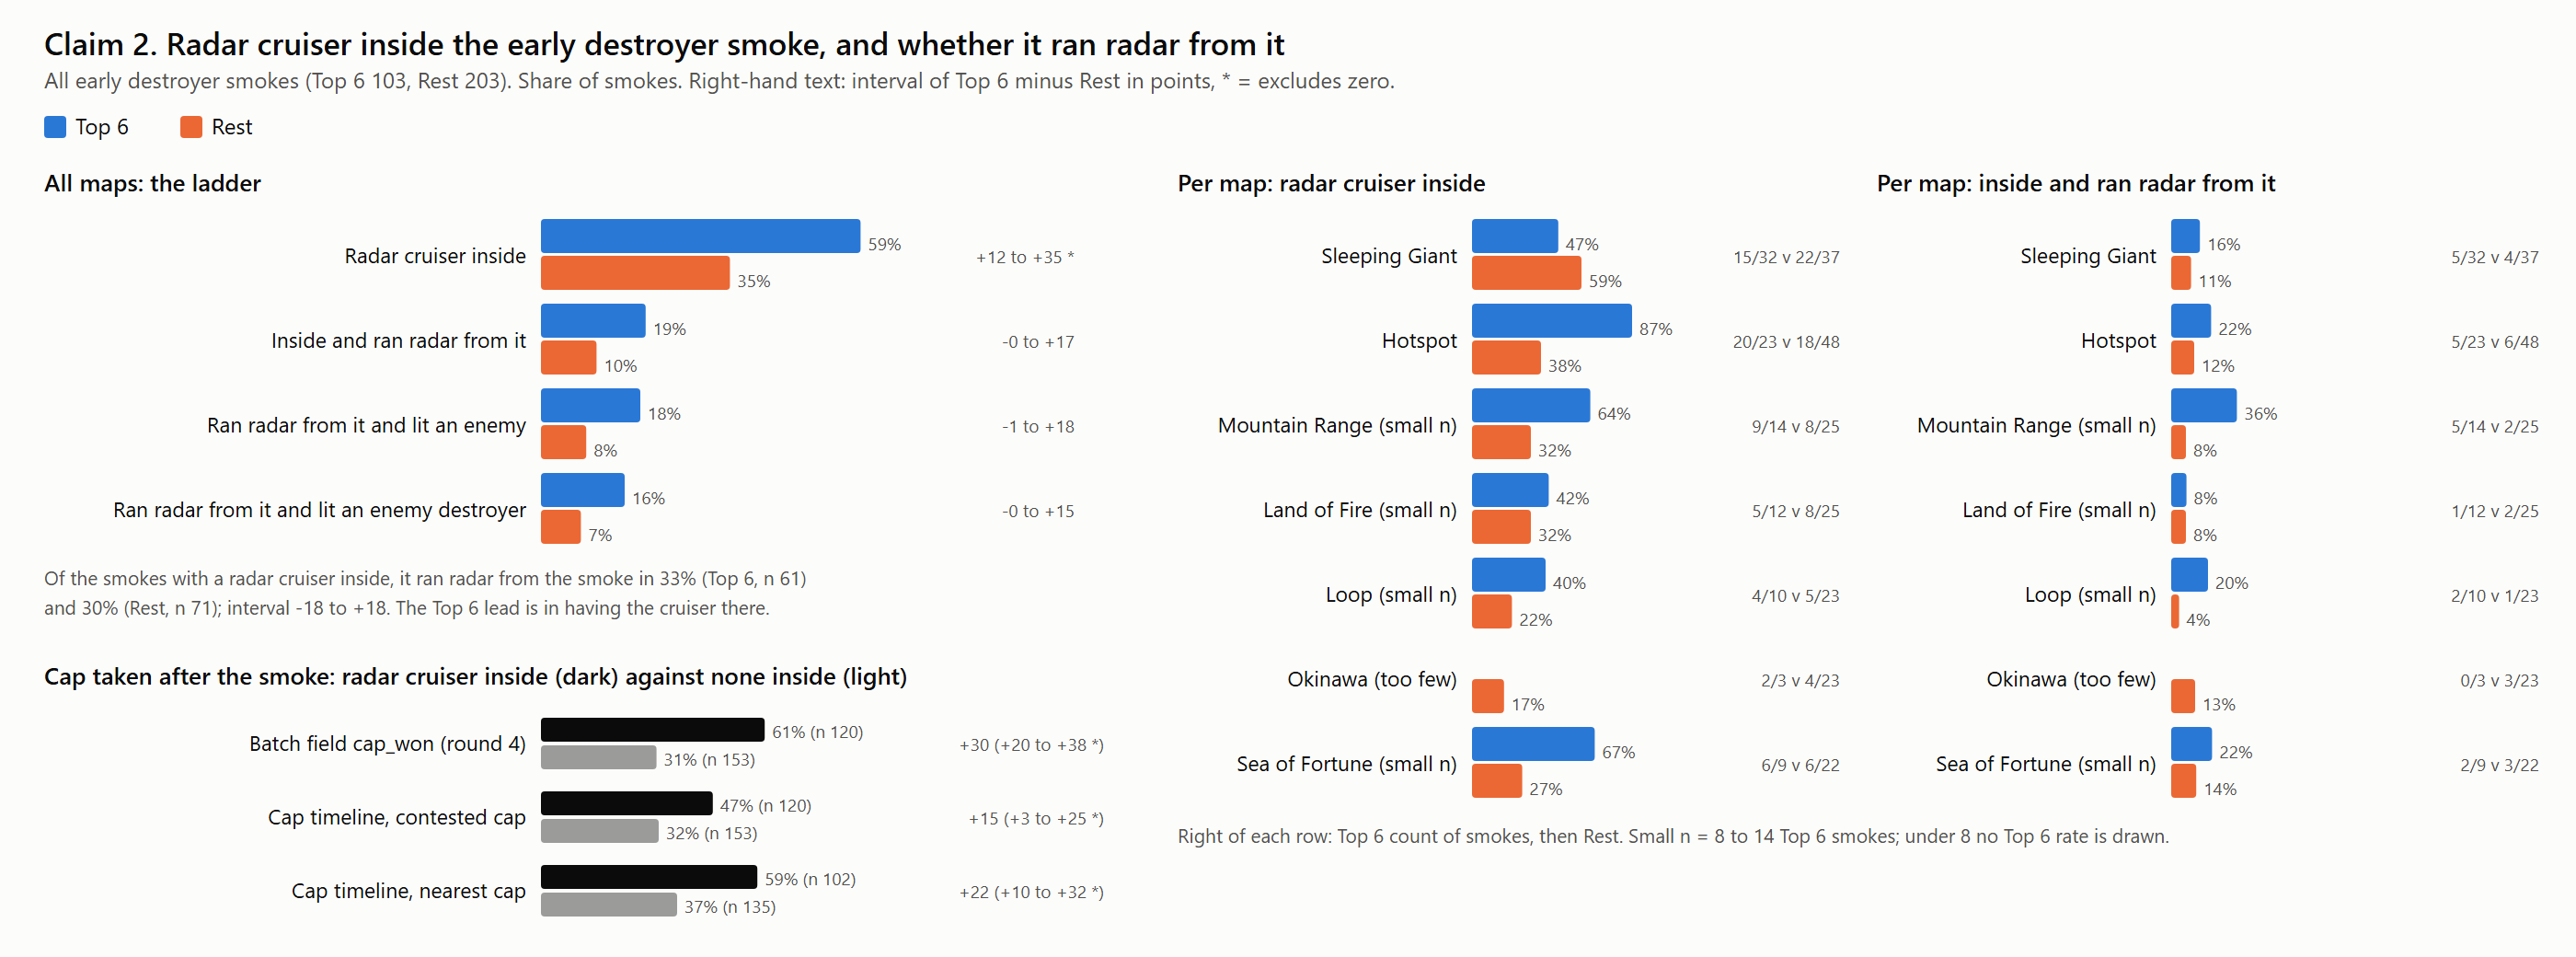 Claim 2. Radar cruiser inside the early destroyer smoke, and whether it ran radar from it
All early destroyer smokes (Top 6 103, Rest 203). Share of smokes. Right-hand text: interval of Top 6 minus Rest in points, * = excludes zero.
Top 6 Rest
All maps: the ladder
Radar cruiser inside 59% +12 to +35 *
35%
Inside and ran radar from it 19% -0 to +17
10%
Ran radar from it and lit an enemy 18% -1 to +18
8%
Ran radar from it and lit an enemy destroyer 16% -0 to +15
7%
Of the smokes with a radar cruiser inside, it ran radar from the smoke in 33% (Top 6, n 61)
and 30% (Rest, n 71); interval -18 to +18. The Top 6 lead is in having the cruiser there.
Cap taken after the smoke: radar cruiser inside (dark) against none inside (light)
Batch field cap_won (round 4) 61% (n 120) +30 (+20 to +38 *)
31% (n 153)
Cap timeline, contested cap 47% (n 120) +15 (+3 to +25 *)
32% (n 153)
Cap timeline, nearest cap 59% (n 102) +22 (+10 to +32 *)
37% (n 135)
Per map: radar cruiser inside
Sleeping Giant 47% 15/32 v 22/37
59%
Hotspot 87% 20/23 v 18/48
38%
Mountain Range (small n) 64% 9/14 v 8/25
32%
Land of Fire (small n) 42% 5/12 v 8/25
32%
Loop (small n) 40% 4/10 v 5/23
22%
Okinawa (too few) 2/3 v 4/23
17%
Sea of Fortune (small n) 67% 6/9 v 6/22
27%
Per map: inside and ran radar from it
Sleeping Giant 16% 5/32 v 4/37
11%
Hotspot 22% 5/23 v 6/48
12%
Mountain Range (small n) 36% 5/14 v 2/25
8%
Land of Fire (small n) 8% 1/12 v 2/25
8%
Loop (small n) 20% 2/10 v 1/23
4%
Okinawa (too few) 0/3 v 3/23
13%
Sea of Fortune (small n) 22% 2/9 v 3/22
14%
Right of each row: Top 6 count of smokes, then Rest. Small n = 8 to 14 Top 6 smokes; under 8 no Top 6 rate is drawn.